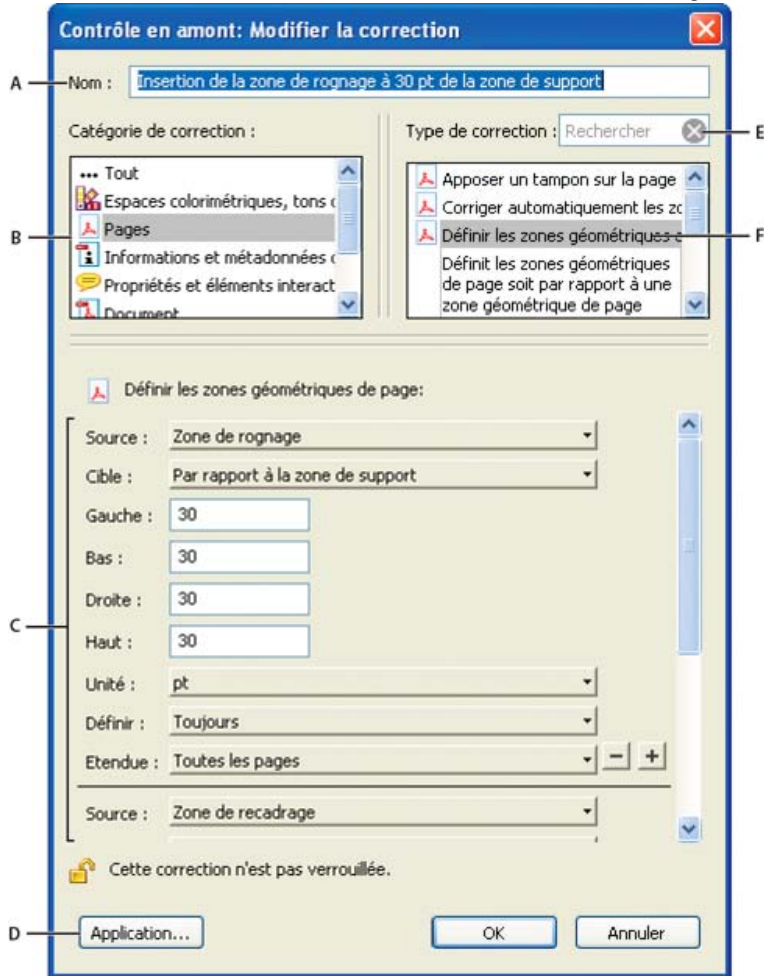 Contrôle en amont: Modifier la correction
A
Nom : Insertion de la zone de rognage à 30 pt de la zone de support
Catégorie de correction :
Type de correction : Rechercher
E
B
... Tout
Espaces colorimétriques, tons
Pages
Informations et métadonnées
Propriétés et éléments interact
Document
Apposer un tampon sur la page
Corriger automatiquement les zo
Définir les zones géométriques
F
Définit les zones géométriques
de page soit par rapport à une
zone géométrique de page
Définir les zones géométriques de page:
C
Source : Zone de rognage
Cible : Par rapport à la zone de support
Gauche : 30
Bas : 30
Droite : 30
Haut : 30
Unité : pt
Définir : Toujours
Etendue : Toutes les pages
Source : Zone de recadrage
Cette correction n'est pas verrouillée.
D
Application...
OK
Annuler